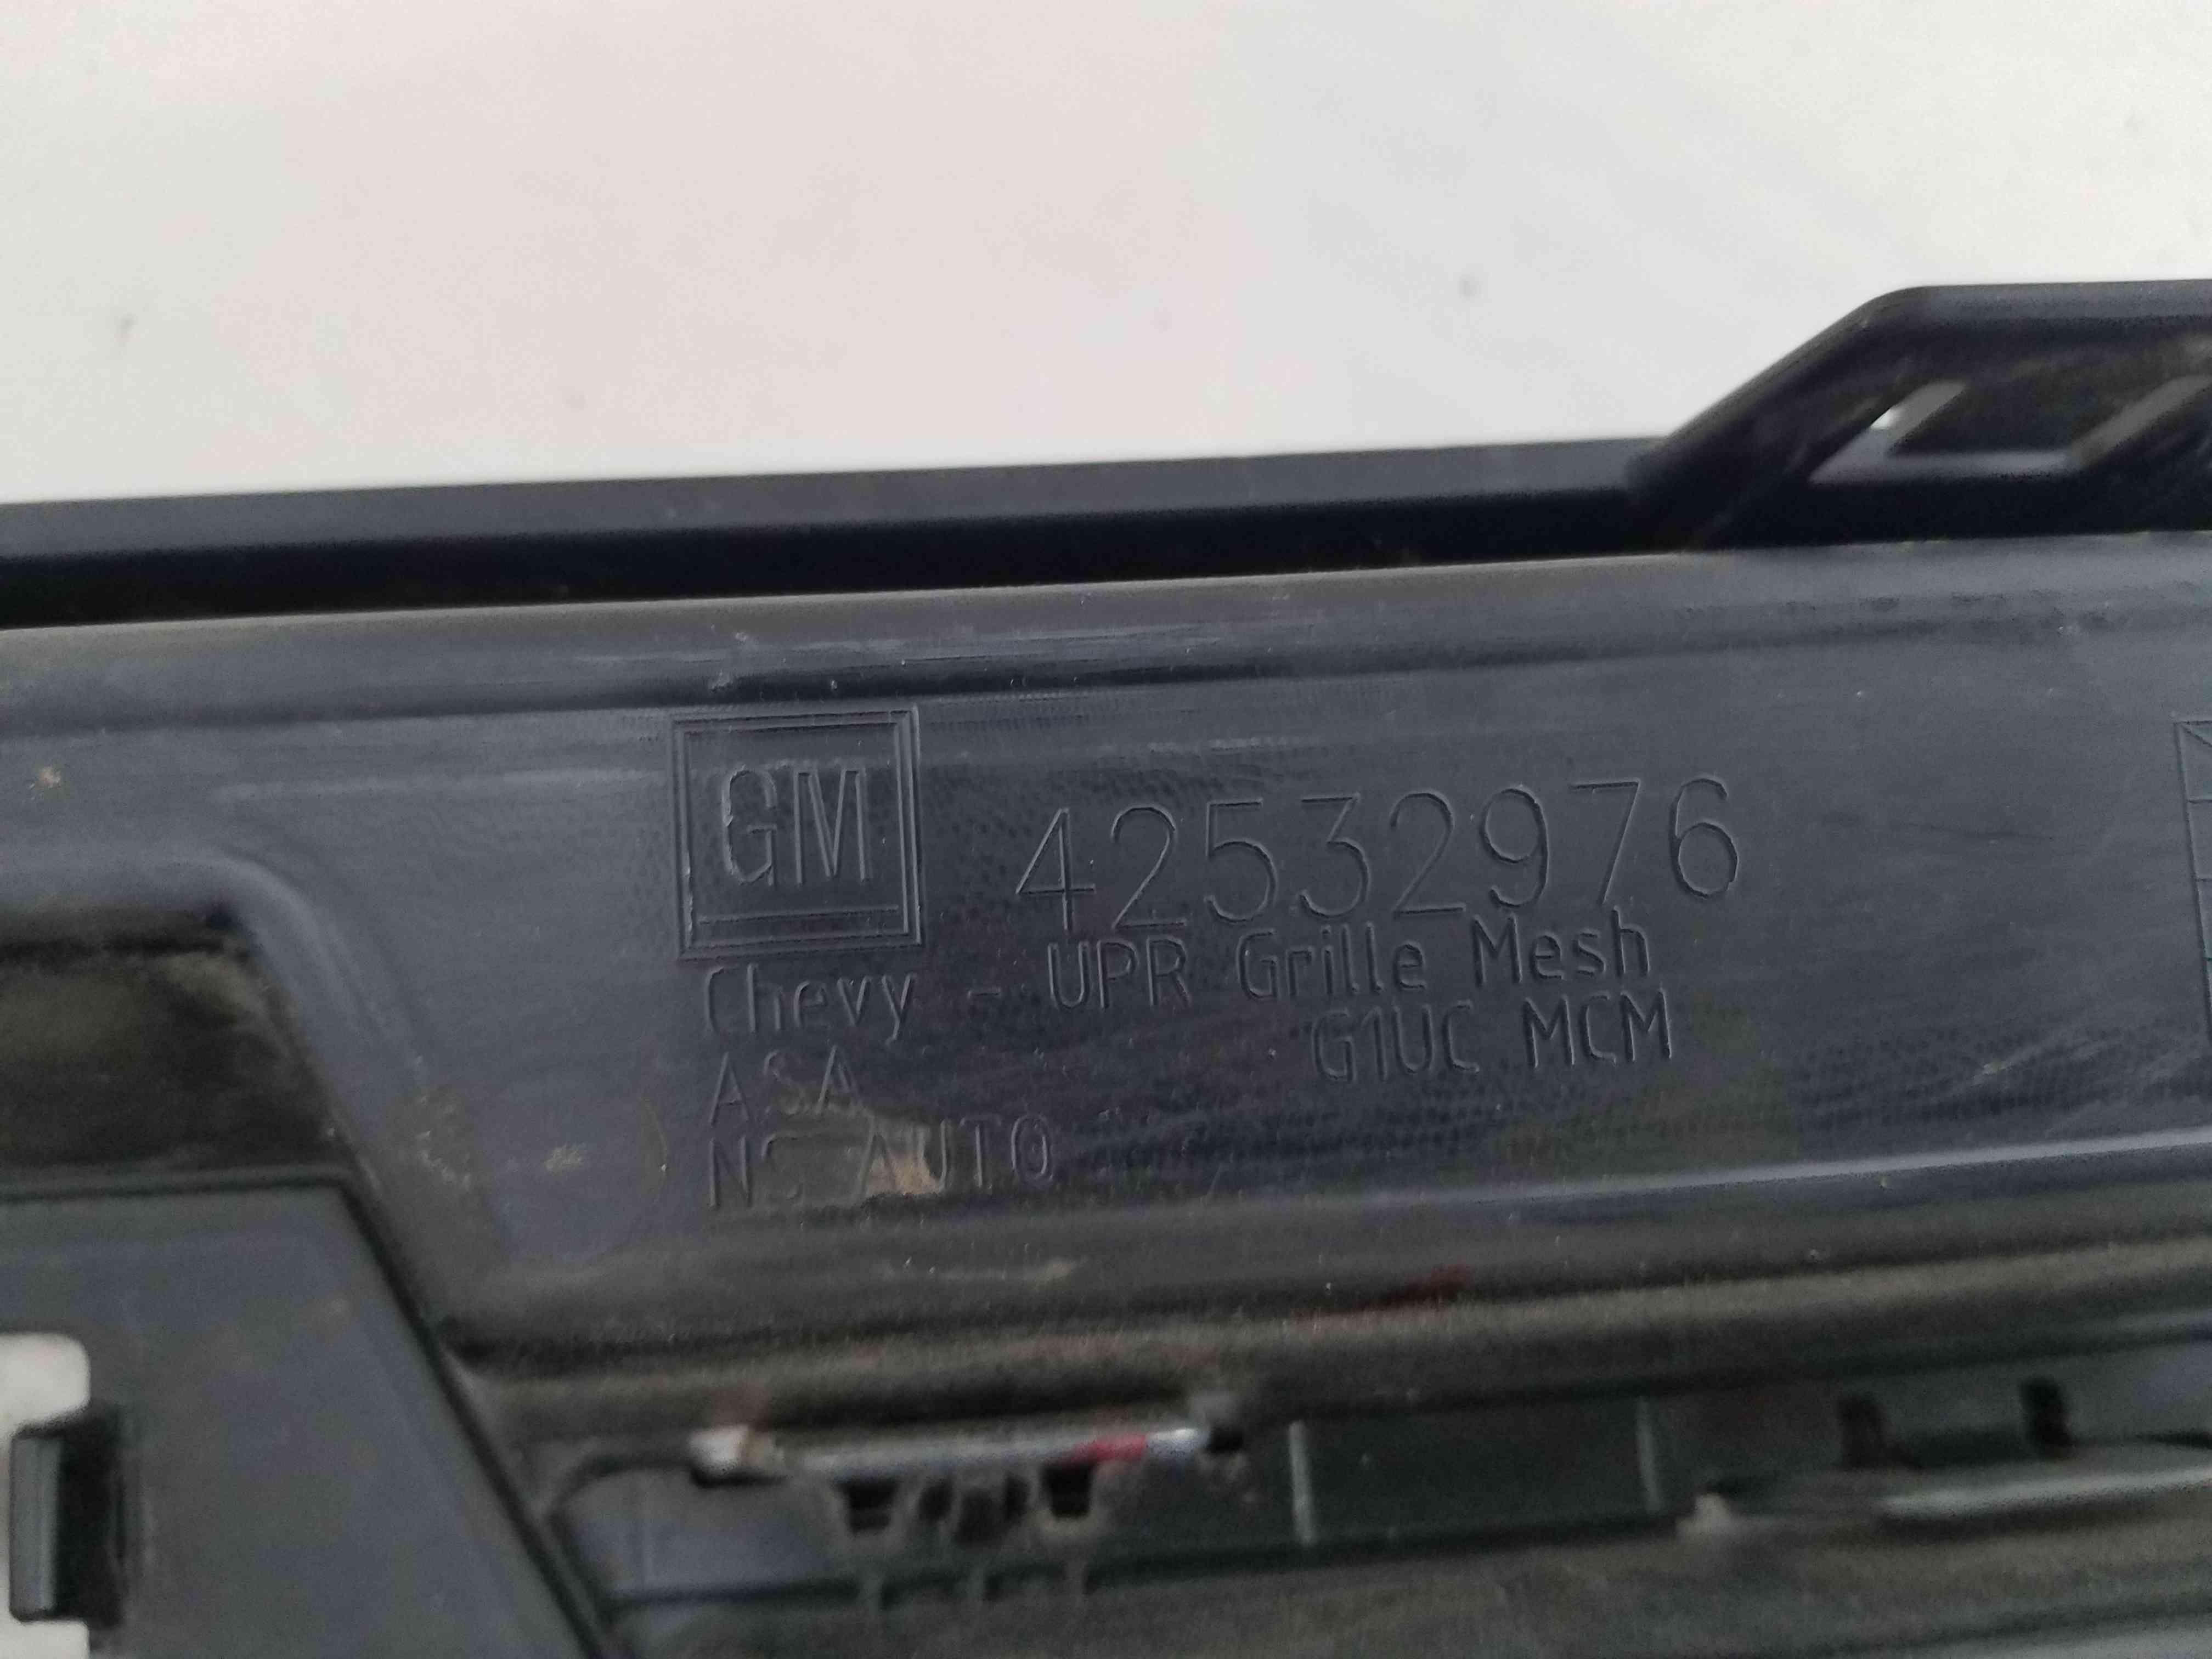 GM 42532976
Chevy - UPR Grille Mesh
G1UC MCM
ASA
NS AUTO